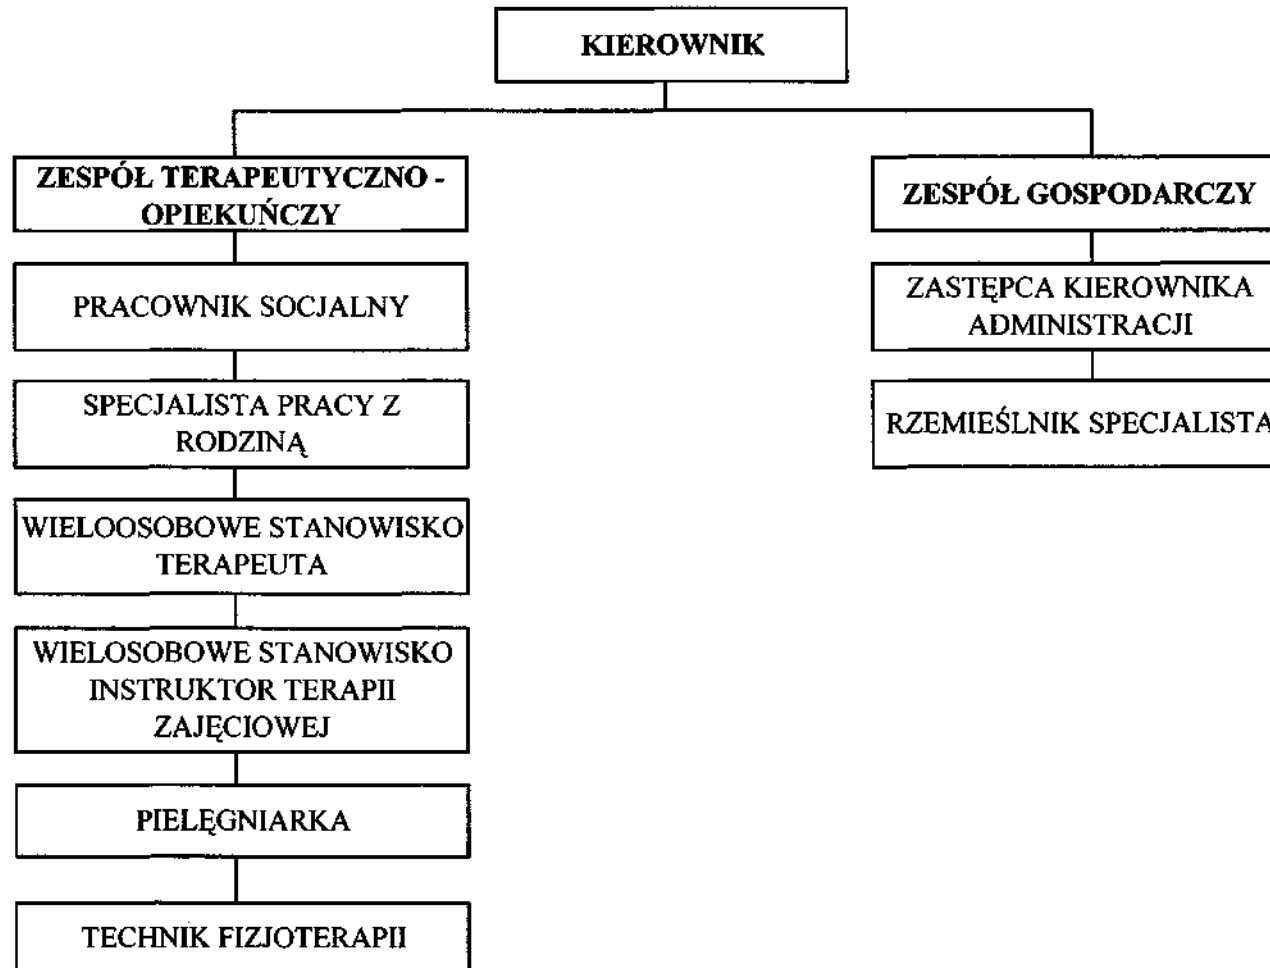 KIEROWNIK
ZESPÓŁ TERAPEUTYCZNO -
OPIEKUŃCZY
PRACOWNIK SOCJALNY
SPECJALISTA PRACY Z
RODZINĄ
WIELOOSOBOWE STANOWISKO
TERAPEUTA
WIELOSOBOWE STANOWISKO
INSTRUKTOR TERAPII
ZAJĘCIOWEJ
PIELĘGNIARKA
TECHNIK FIZJOTERAPII
ZESPÓŁ GOSPODARCZY
ZASTĘPCA KIEROWNIKA
ADMINISTRACJI
RZEMIEŚLNIK SPECJALISTA